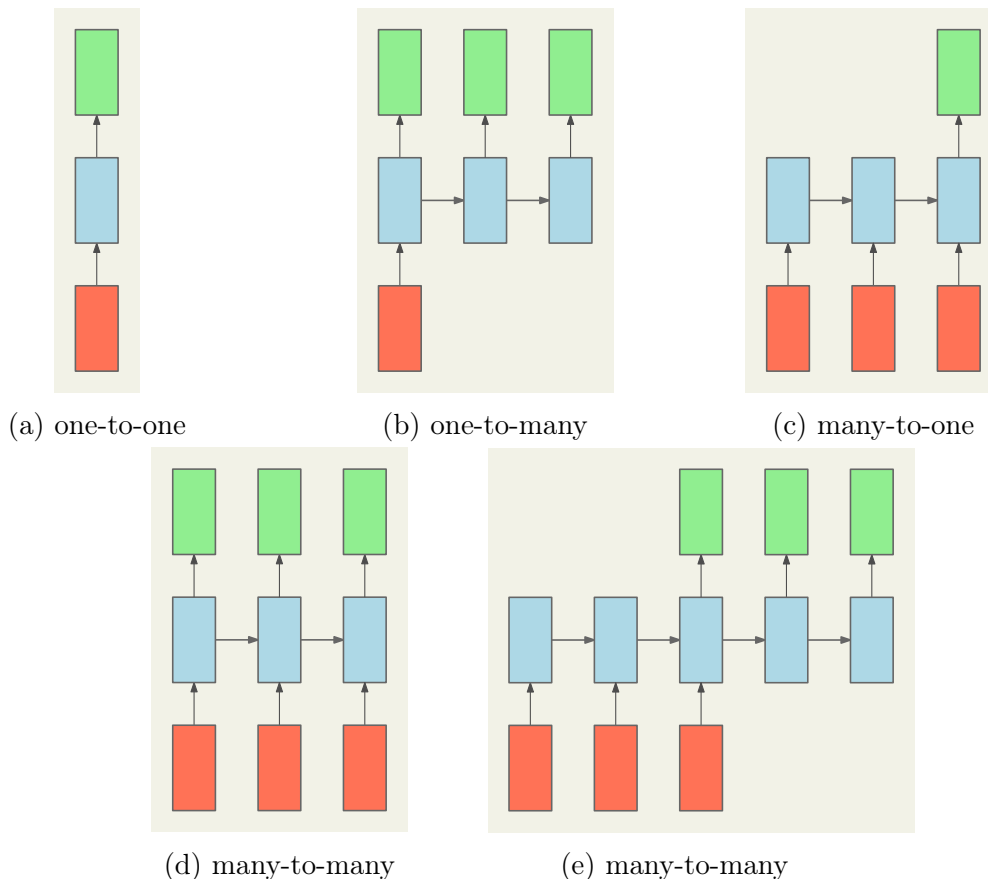 (a) one-to-one
(b) one-to-many
(c) many-to-one
(d) many-to-many
(e) many-to-many